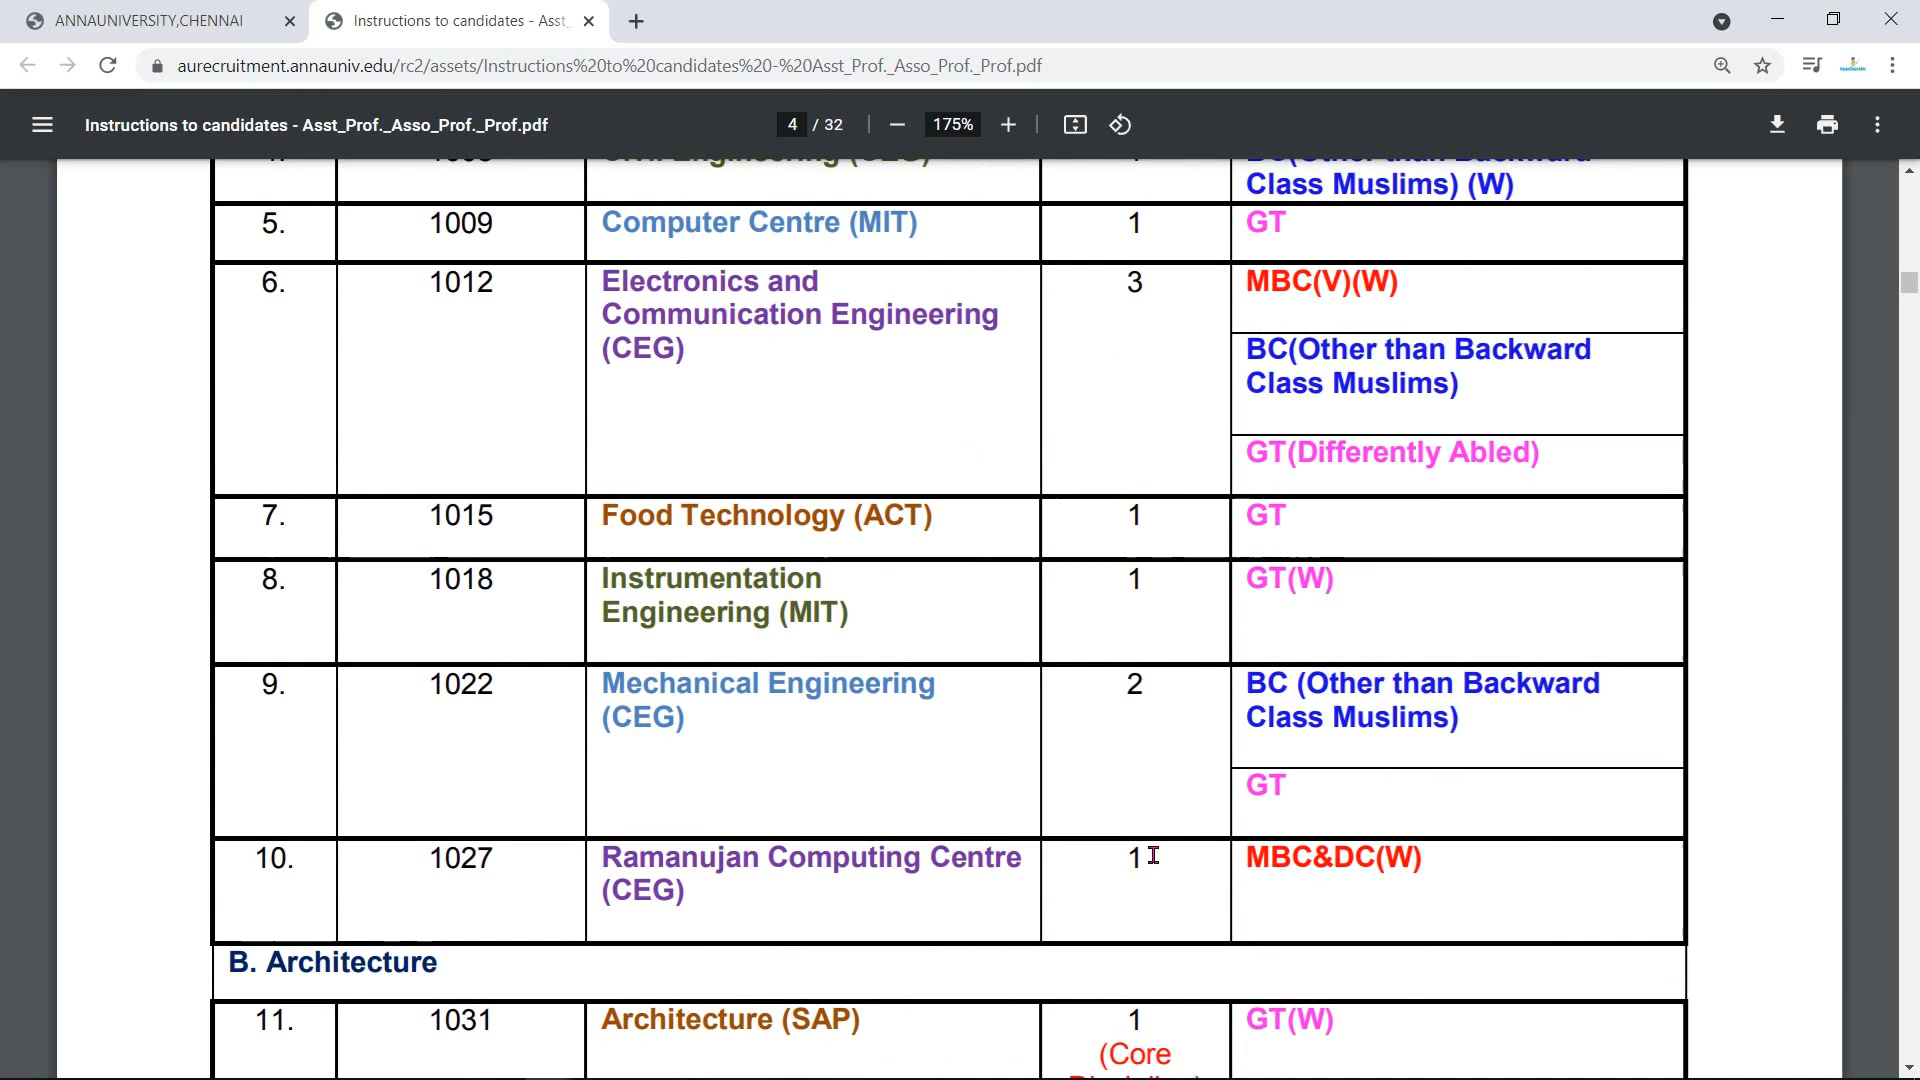 ANNAUNIVERSITY,CHENNAI
Instructions to candidates - Asst_
aurecruitment.annauniv.edu/rc2/assets/Instructions%20to%20candidates%20-%20Asst_Prof._Asso_Prof._Prof.pdf
Instructions to candidates - Asst_Prof._Asso_Prof._Prof.pdf
4 / 32
175%
Class Muslims) (W)
5. 1009 Computer Centre (MIT) 1 GT
6. 1012 Electronics and 3 MBC(V)(W)
Communication Engineering
(CEG)
BC(Other than Backward
Class Muslims)
GT(Differently Abled)
7. 1015 Food Technology (ACT) 1 GT
8. 1018 Instrumentation 1 GT(W)
Engineering (MIT)
9. 1022 Mechanical Engineering 2 BC (Other than Backward
(CEG) Class Muslims)
GT
10. 1027 Ramanujan Computing Centre 1 MBC&DC(W)
(CEG)
B. Architecture
11. 1031 Architecture (SAP) 1 GT(W)
(Core